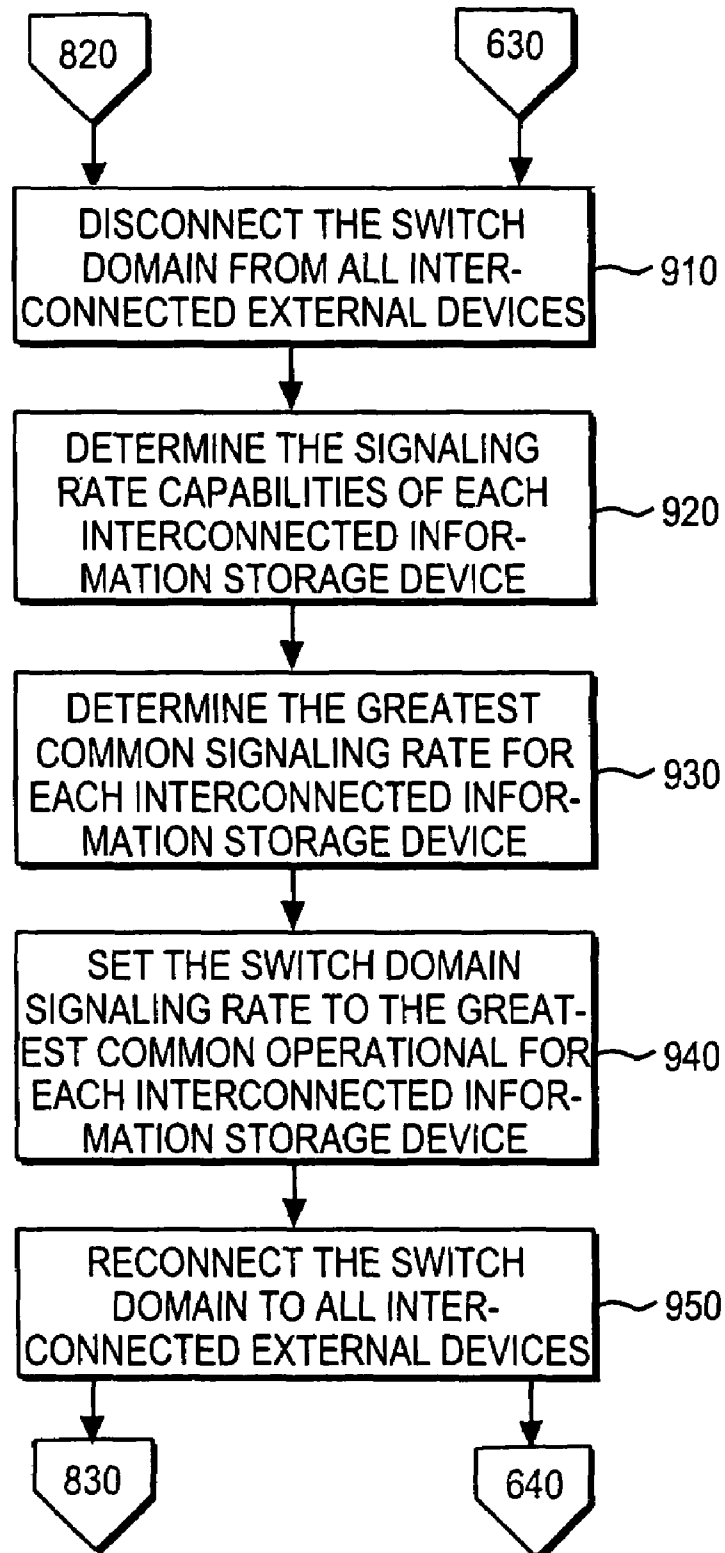 820
630
DISCONNECT THE SWITCH
DOMAIN FROM ALL INTER-
CONNECTED EXTERNAL DEVICES
910
DETERMINE THE SIGNALING
RATE CAPABILITIES OF EACH
INTERCONNECTED INFOR-
MATION STORAGE DEVICE
920
DETERMINE THE GREATEST
COMMON SIGNALING RATE FOR
EACH INTERCONNECTED INFOR-
MATION STORAGE DEVICE
930
SET THE SWITCH DOMAIN
SIGNALING RATE TO THE GREAT-
EST COMMON OPERATIONAL FOR
EACH INTERCONNECTED INFOR-
MATION STORAGE DEVICE
940
RECONNECT THE SWITCH
DOMAIN TO ALL INTER-
CONNECTED EXTERNAL DEVICES
950
830
640